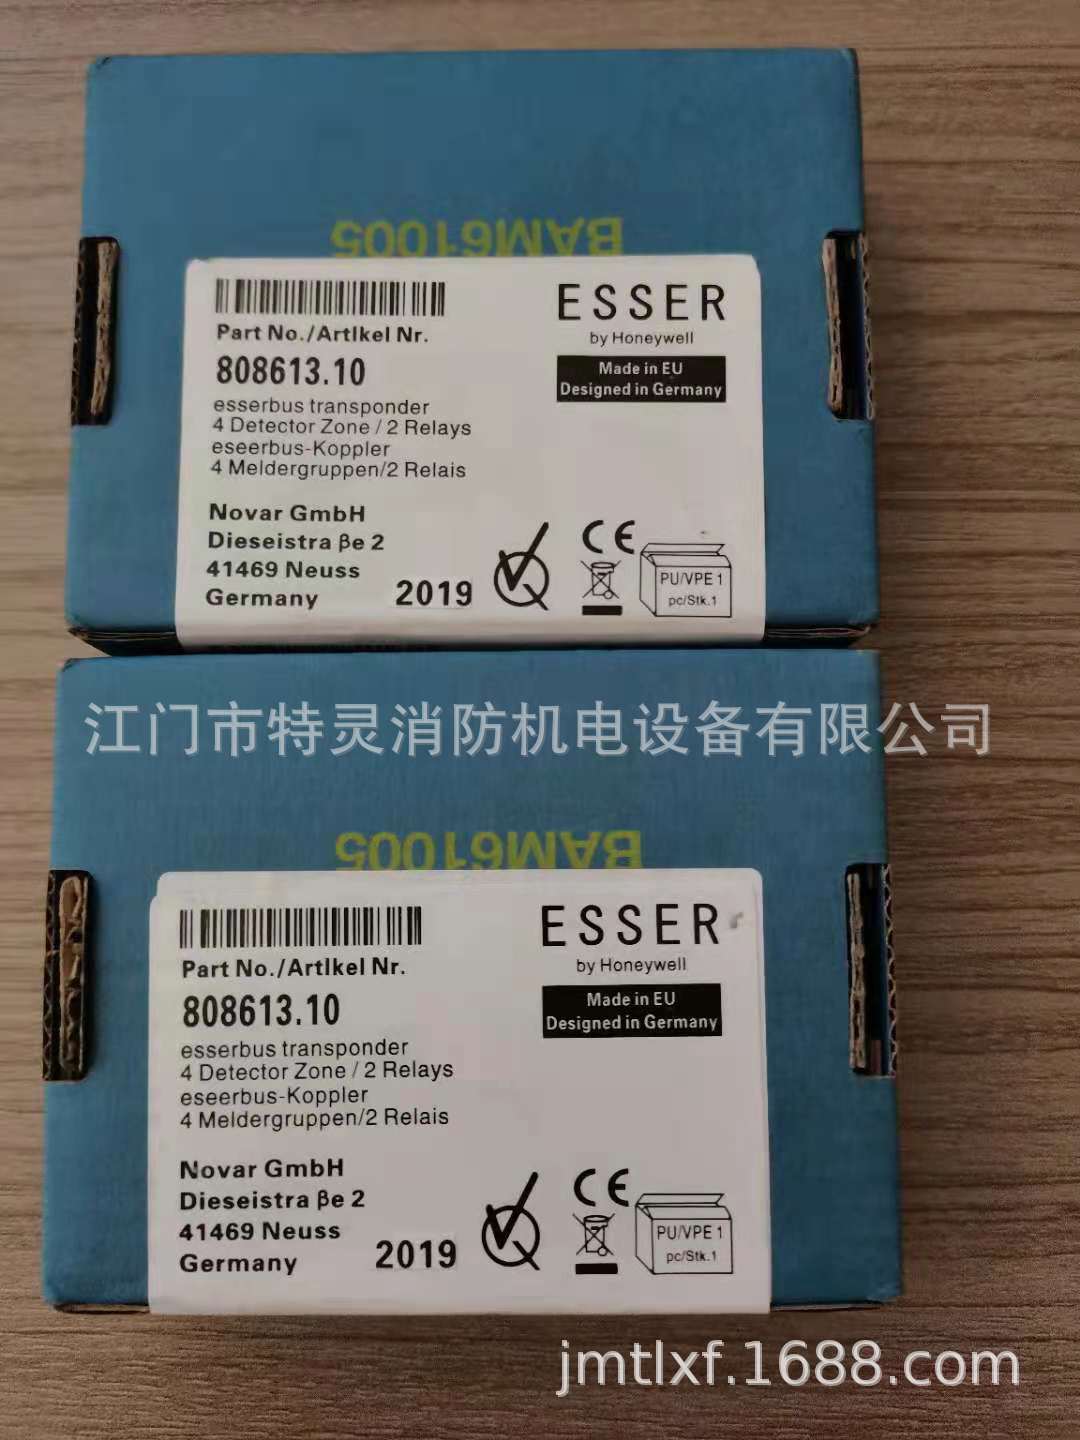 BAM61005
Part No./Artlkel Nr.
808613.10
esserbus transponder
4 Detector Zone / 2 Relays
eseerbus-Koppler
4 Meldergruppen/2 Relais
Novar GmbH
Dieseistra βe 2
41469 Neuss
Germany
2019
ESSER
by Honeywell
Made in EU
Designed in Germany
CE
PU/VPE 1
pc/Stk.1
江门市特灵消防机电设备有限公司
BAM61005
Part No./Artlkel Nr.
808613.10
esserbus transponder
4 Detector Zone / 2 Relays
eseerbus-Koppler
4 Meldergruppen/2 Relais
Novar GmbH
Dieseistra βe 2
41469 Neuss
Germany
2019
ESSER
by Honeywell
Made in EU
Designed in Germany
CE
PU/VPE 1
pc/Stk.1
jmtlxf.1688.com